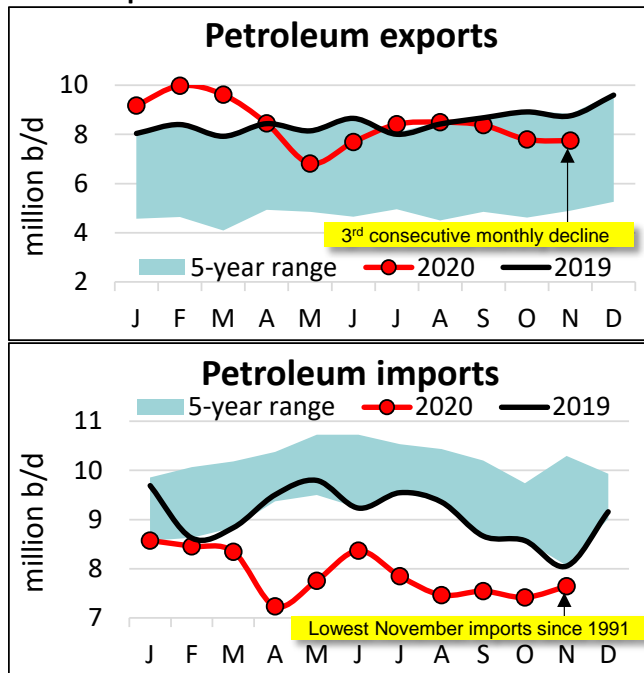 Petroleum exports
10
8
6
4
2
million b/d
3rd consecutive monthly decline
5-year range 2020 2019
J F M A M J J A S O N D
Petroleum imports
5-year range 2020 2019
11
10
9
8
7
million b/d
Lowest November imports since 1991
J F M A M J J A S O N D